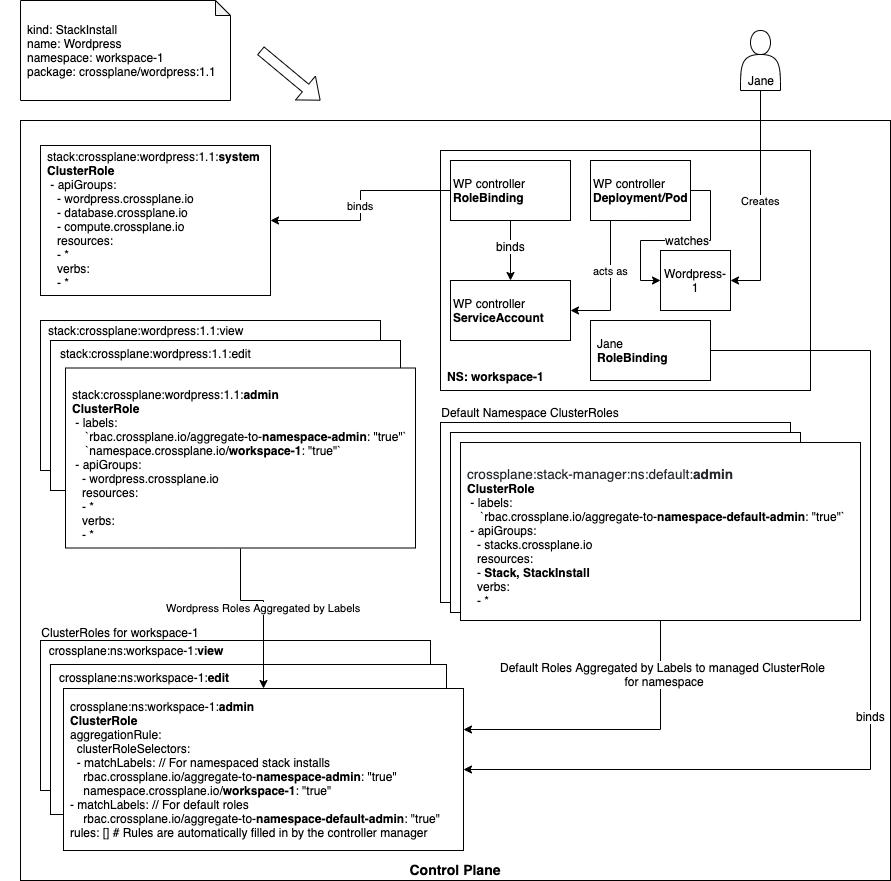 kind: StackInstall
name: Wordpress
namespace: workspace-1
package: crossplane/wordpress:1.1
Jane
stack:crossplane:wordpress:1.1:system
ClusterRole
- apiGroups:
- wordpress.crossplane.io
- database.crossplane.io
- compute.crossplane.io
resources:
- *
verbs:
- *
binds
WP controller
RoleBinding
WP controller
Deployment/Pod
Creates
binds
watches
acts as
Wordpress-
1
WP controller
ServiceAccount
Jane
RoleBinding
NS: workspace-1
stack:crossplane:wordpress:1.1:view
stack:crossplane:wordpress:1.1:edit
stack:crossplane:wordpress:1.1:admin
ClusterRole
- labels:
`rbac.crossplane.io/aggregate-to-namespace-admin: "true"`
`namespace.crossplane.io/workspace-1: "true"`
- apiGroups:
- wordpress.crossplane.io
resources:
- *
verbs:
- *
Default Namespace ClusterRoles
crossplane:stack-manager:ns:default:admin
ClusterRole
- labels:
`rbac.crossplane.io/aggregate-to-namespace-default-admin: "true"`
- apiGroups:
- stacks.crossplane.io
resources:
- Stack, StackInstall
verbs:
- *
Wordpress Roles Aggregated by Labels
Default Roles Aggregated by Labels to managed ClusterRole
for namespace
binds
ClusterRoles for workspace-1
crossplane:ns:workspace-1:view
crossplane:ns:workspace-1:edit
crossplane:ns:workspace-1:admin
ClusterRole
aggregationRule:
clusterRoleSelectors:
- matchLabels: // For namespaced stack installs
rbac.crossplane.io/aggregate-to-namespace-admin: "true"
namespace.crossplane.io/workspace-1: "true"
- matchLabels: // For default roles
rbac.crossplane.io/aggregate-to-namespace-default-admin: "true"
rules: [] # Rules are automatically filled in by the controller manager
Control Plane